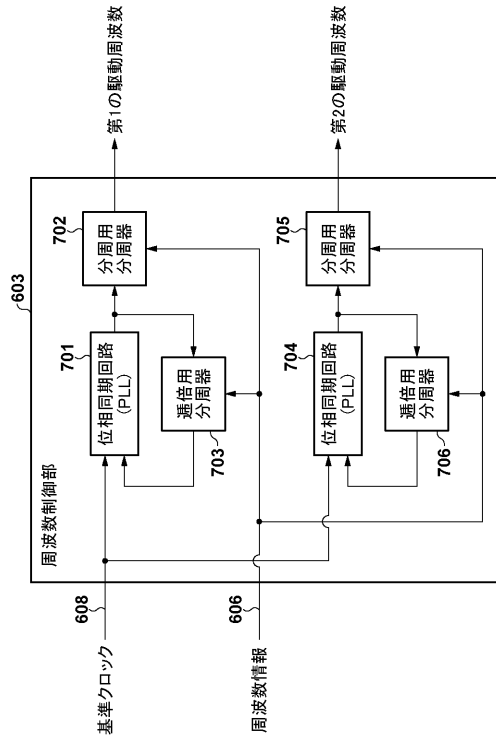 603
周波数制御部
基準クロック
608
701
位相同期回路
(PLL)
702
分周用
分周器
第1の駆動周波数
703
逓倍用
分周器
周波数情報
606
704
位相同期回路
(PLL)
705
分周用
分周器
第2の駆動周波数
706
逓倍用
分周器